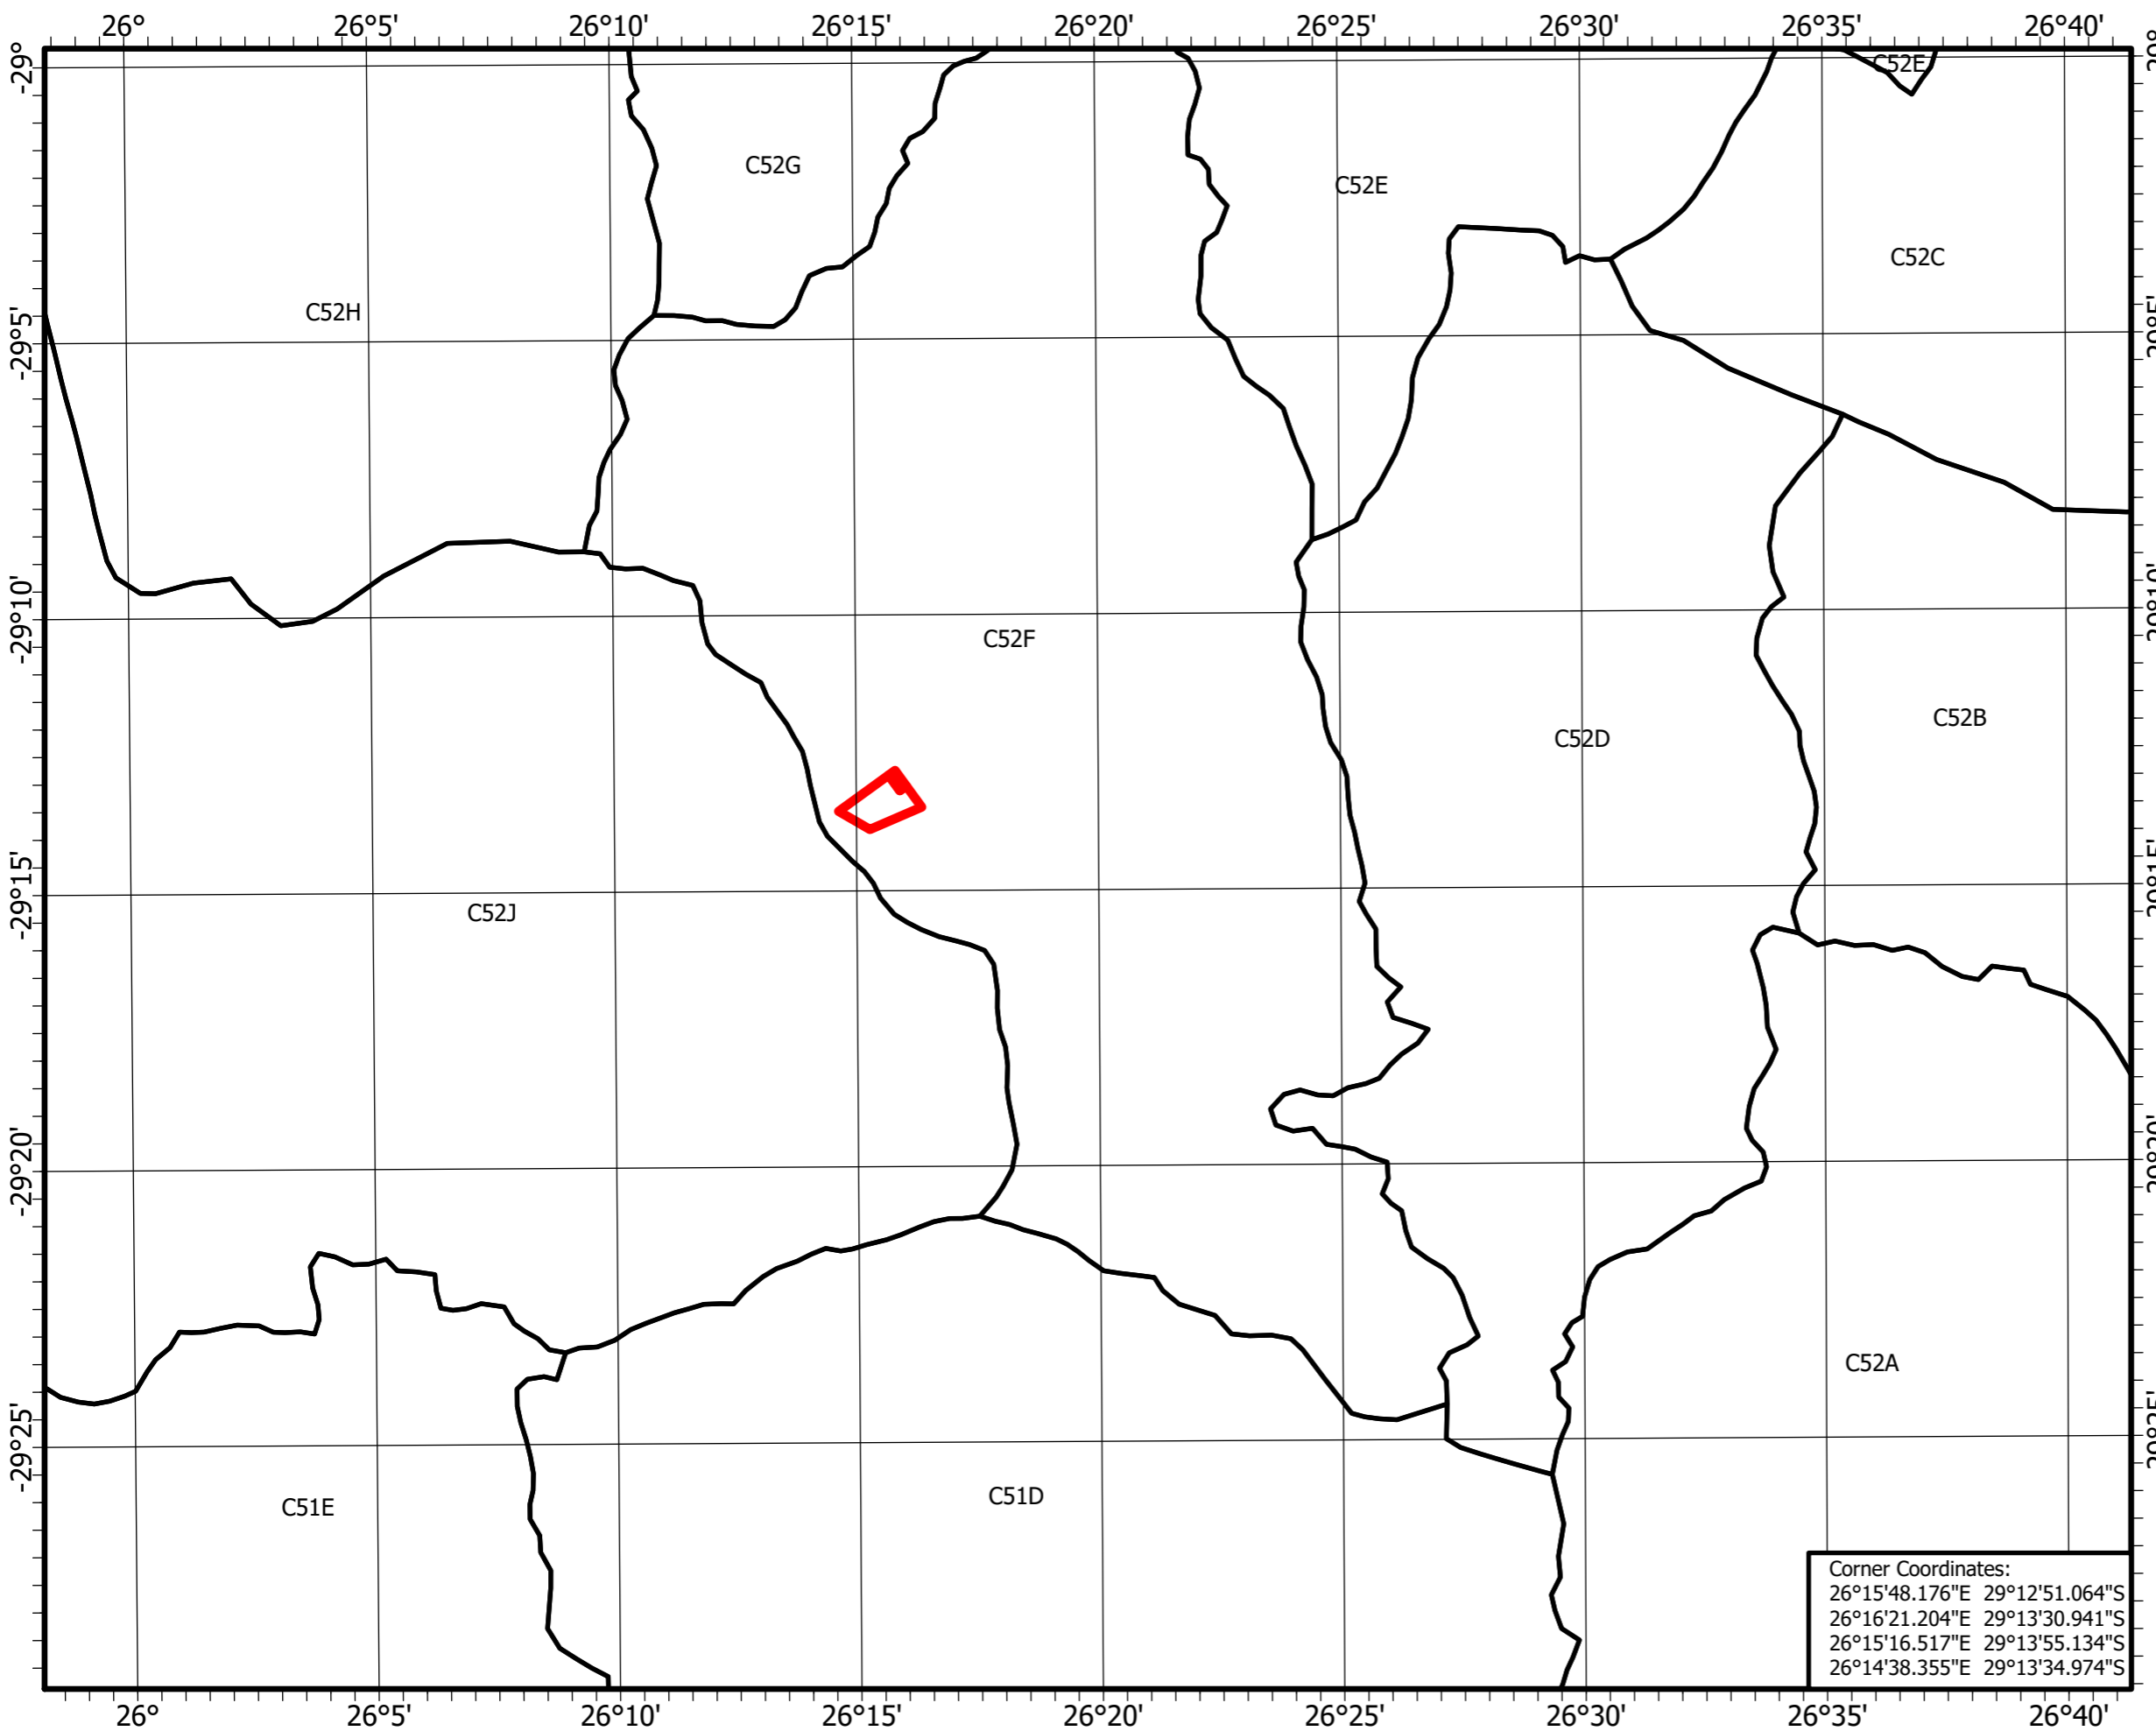 26° 26°5' 26°10' 26°15' 26°20' 26°25' 26°30' 26°35' 26°40'
-29°
C52E
C52G
C52E
C52C
C52H
-29°5'
-29°10'
C52F
C52B
C52D
-29°15'
C52J
-29°20'
C52A
-29°25'
C51E
C51D
Corner Coordinates:
26°15'48.176"E 29°12'51.064"S
26°16'21.204"E 29°13'30.941"S
26°15'16.517"E 29°13'55.134"S
26°14'38.355"E 29°13'34.974"S
26° 26°5' 26°10' 26°15' 26°20' 26°25' 26°30' 26°35' 26°40'